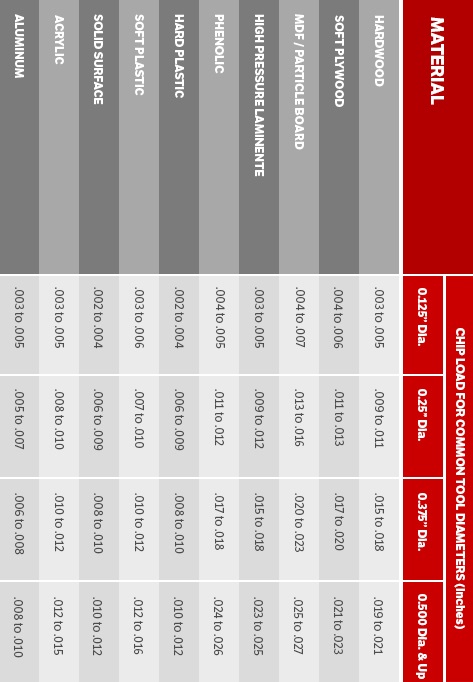 MATERIAL
CHIP LOAD FOR COMMON TOOL DIAMETERS (Inches)
0.125" Dia. 0.25" Dia. 0.375" Dia. 0.500 Dia. & Up
HARDWOOD .003 to .005 .009 to .011 .015 to .018 .019 to .021
SOFT PLYWOOD .004 to .006 .011 to .013 .017 to .020 .021 to .023
MDF / PARTICLE BOARD .004 to .007 .013 to .016 .020 to .023 .025 to .027
HIGH PRESSURE LAMINENTE .003 to .005 .009 to .012 .015 to .018 .023 to .025
PHENOLIC .004 to .005 .011 to .012 .017 to .018 .024 to .026
HARD PLASTIC .002 to .004 .006 to .009 .008 to .010 .010 to .012
SOFT PLASTIC .003 to .006 .007 to .010 .010 to .012 .012 to .016
SOLID SURFACE .002 to .004 .006 to .009 .008 to .010 .010 to .012
ACRYLIC .003 to .005 .008 to .010 .010 to .012 .012 to .015
ALUMINUM .003 to .005 .005 to .007 .006 to .008 .008 to .010